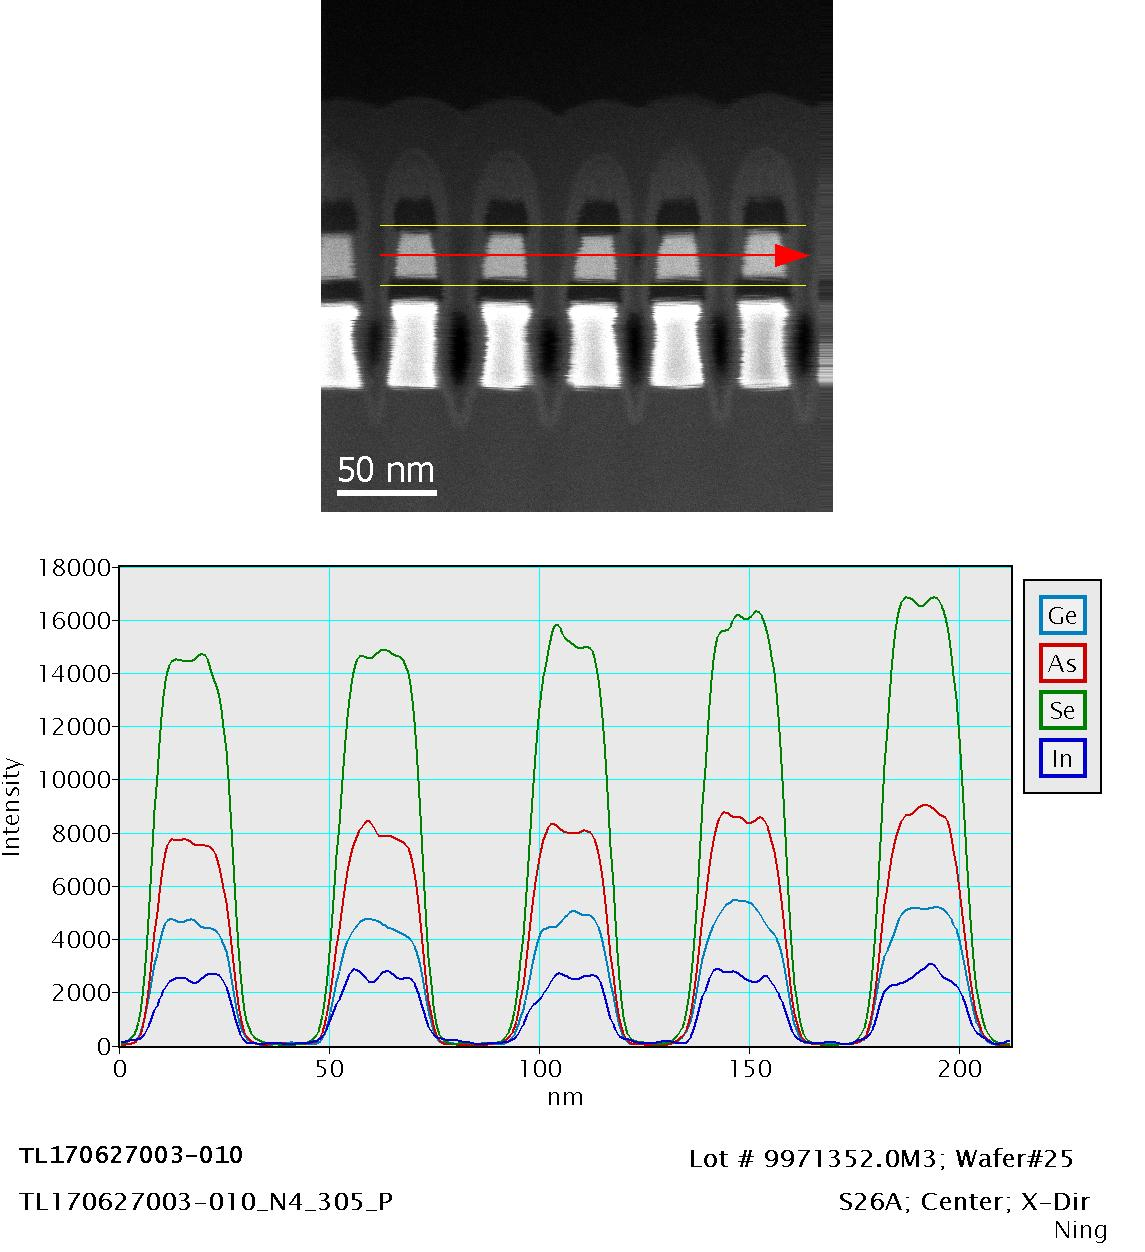 50 nm
18000
16000
14000
12000
10000
8000
6000
4000
2000
0
Intensity
0 50 100 150 200
nm
Ge
As
Se
In
TL170627003-010
Lot # 9971352.0M3; Wafer#25
TL170627003-010_N4_305_P
S26A; Center; X-Dir
Ning